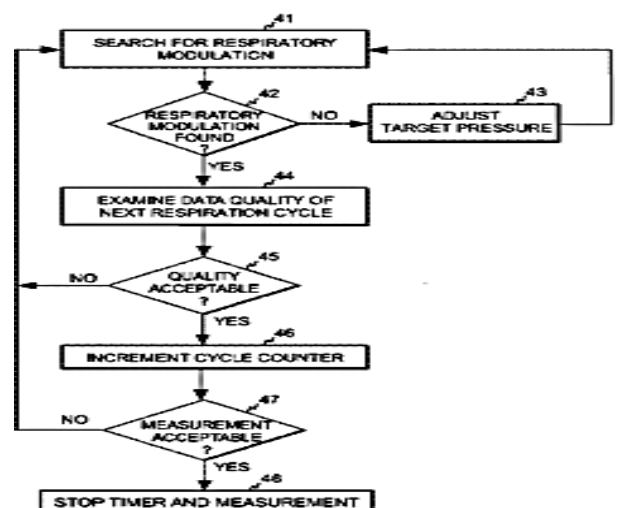 41
SEARCH FOR RESPIRATORY
MODULATION
42
RESPIRATORY
MODULATION
FOUND
?
NO
43
ADJUST
TARGET PRESSURE
YES
44
EXAMINE DATA QUALITY OF
NEXT RESPIRATION CYCLE
45
QUALITY
ACCEPTABLE
?
NO
YES
46
INCREMENT CYCLE COUNTER
47
MEASUREMENT
ACCEPTABLE
?
NO
YES
48
STOP TIMER AND MEASUREMENT